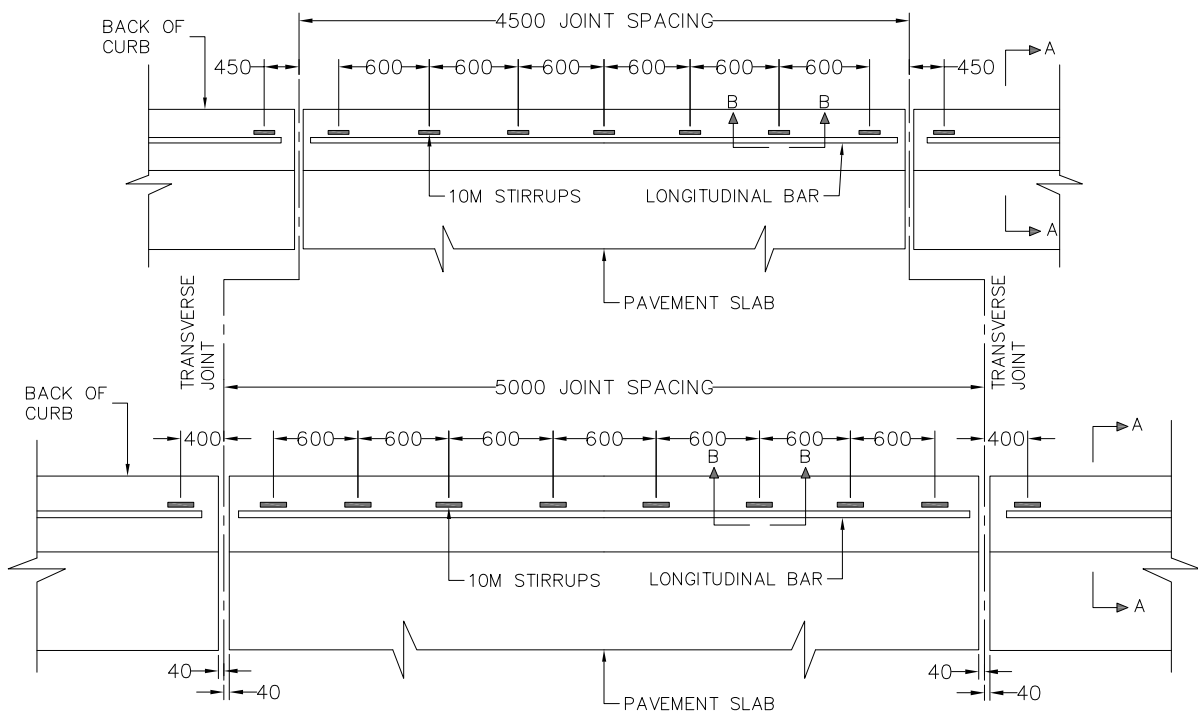 4500 JOINT SPACING
BACK OF
CURB
A
450 600 600 600 600 600 600 450
B B
10M STIRRUPS LONGITUDINAL BAR
A
TRANSVERSE
JOINT
PAVEMENT SLAB
TRANSVERSE
JOINT
5000 JOINT SPACING
BACK OF
CURB
A
400 600 600 600 600 600 600 600 400
B B
10M STIRRUPS LONGITUDINAL BAR
A
40 40
40 40
PAVEMENT SLAB